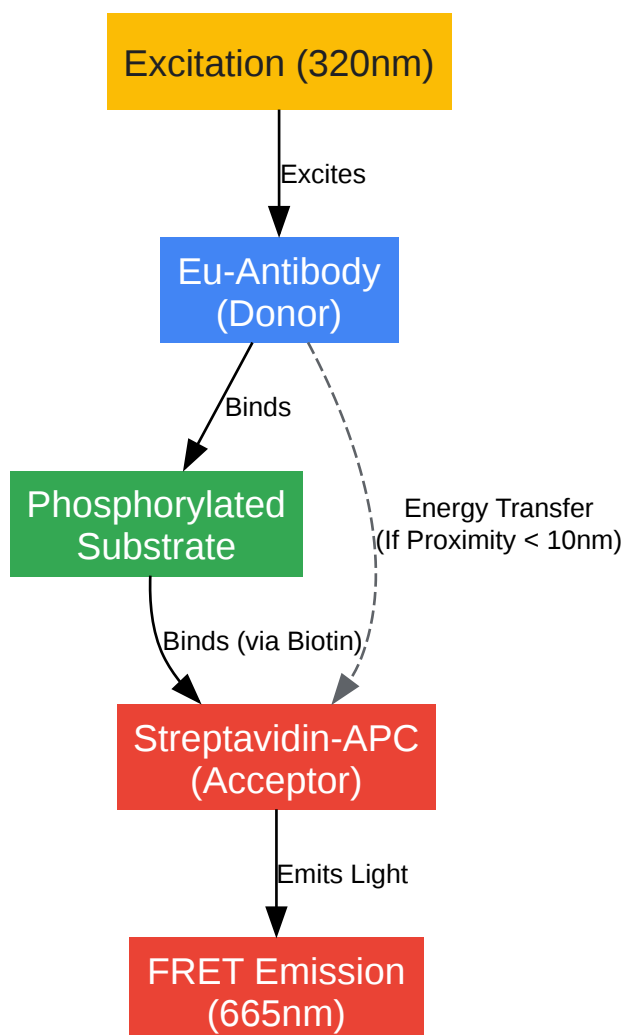 Excitation (320nm)
Excites
Eu-Antibody
(Donor)
Binds
Phosphorylated
Substrate
Energy Transfer
(If Proximity < 10nm)
Binds (via Biotin)
Streptavidin-APC
(Acceptor)
Emits Light
FRET Emission
(665nm)